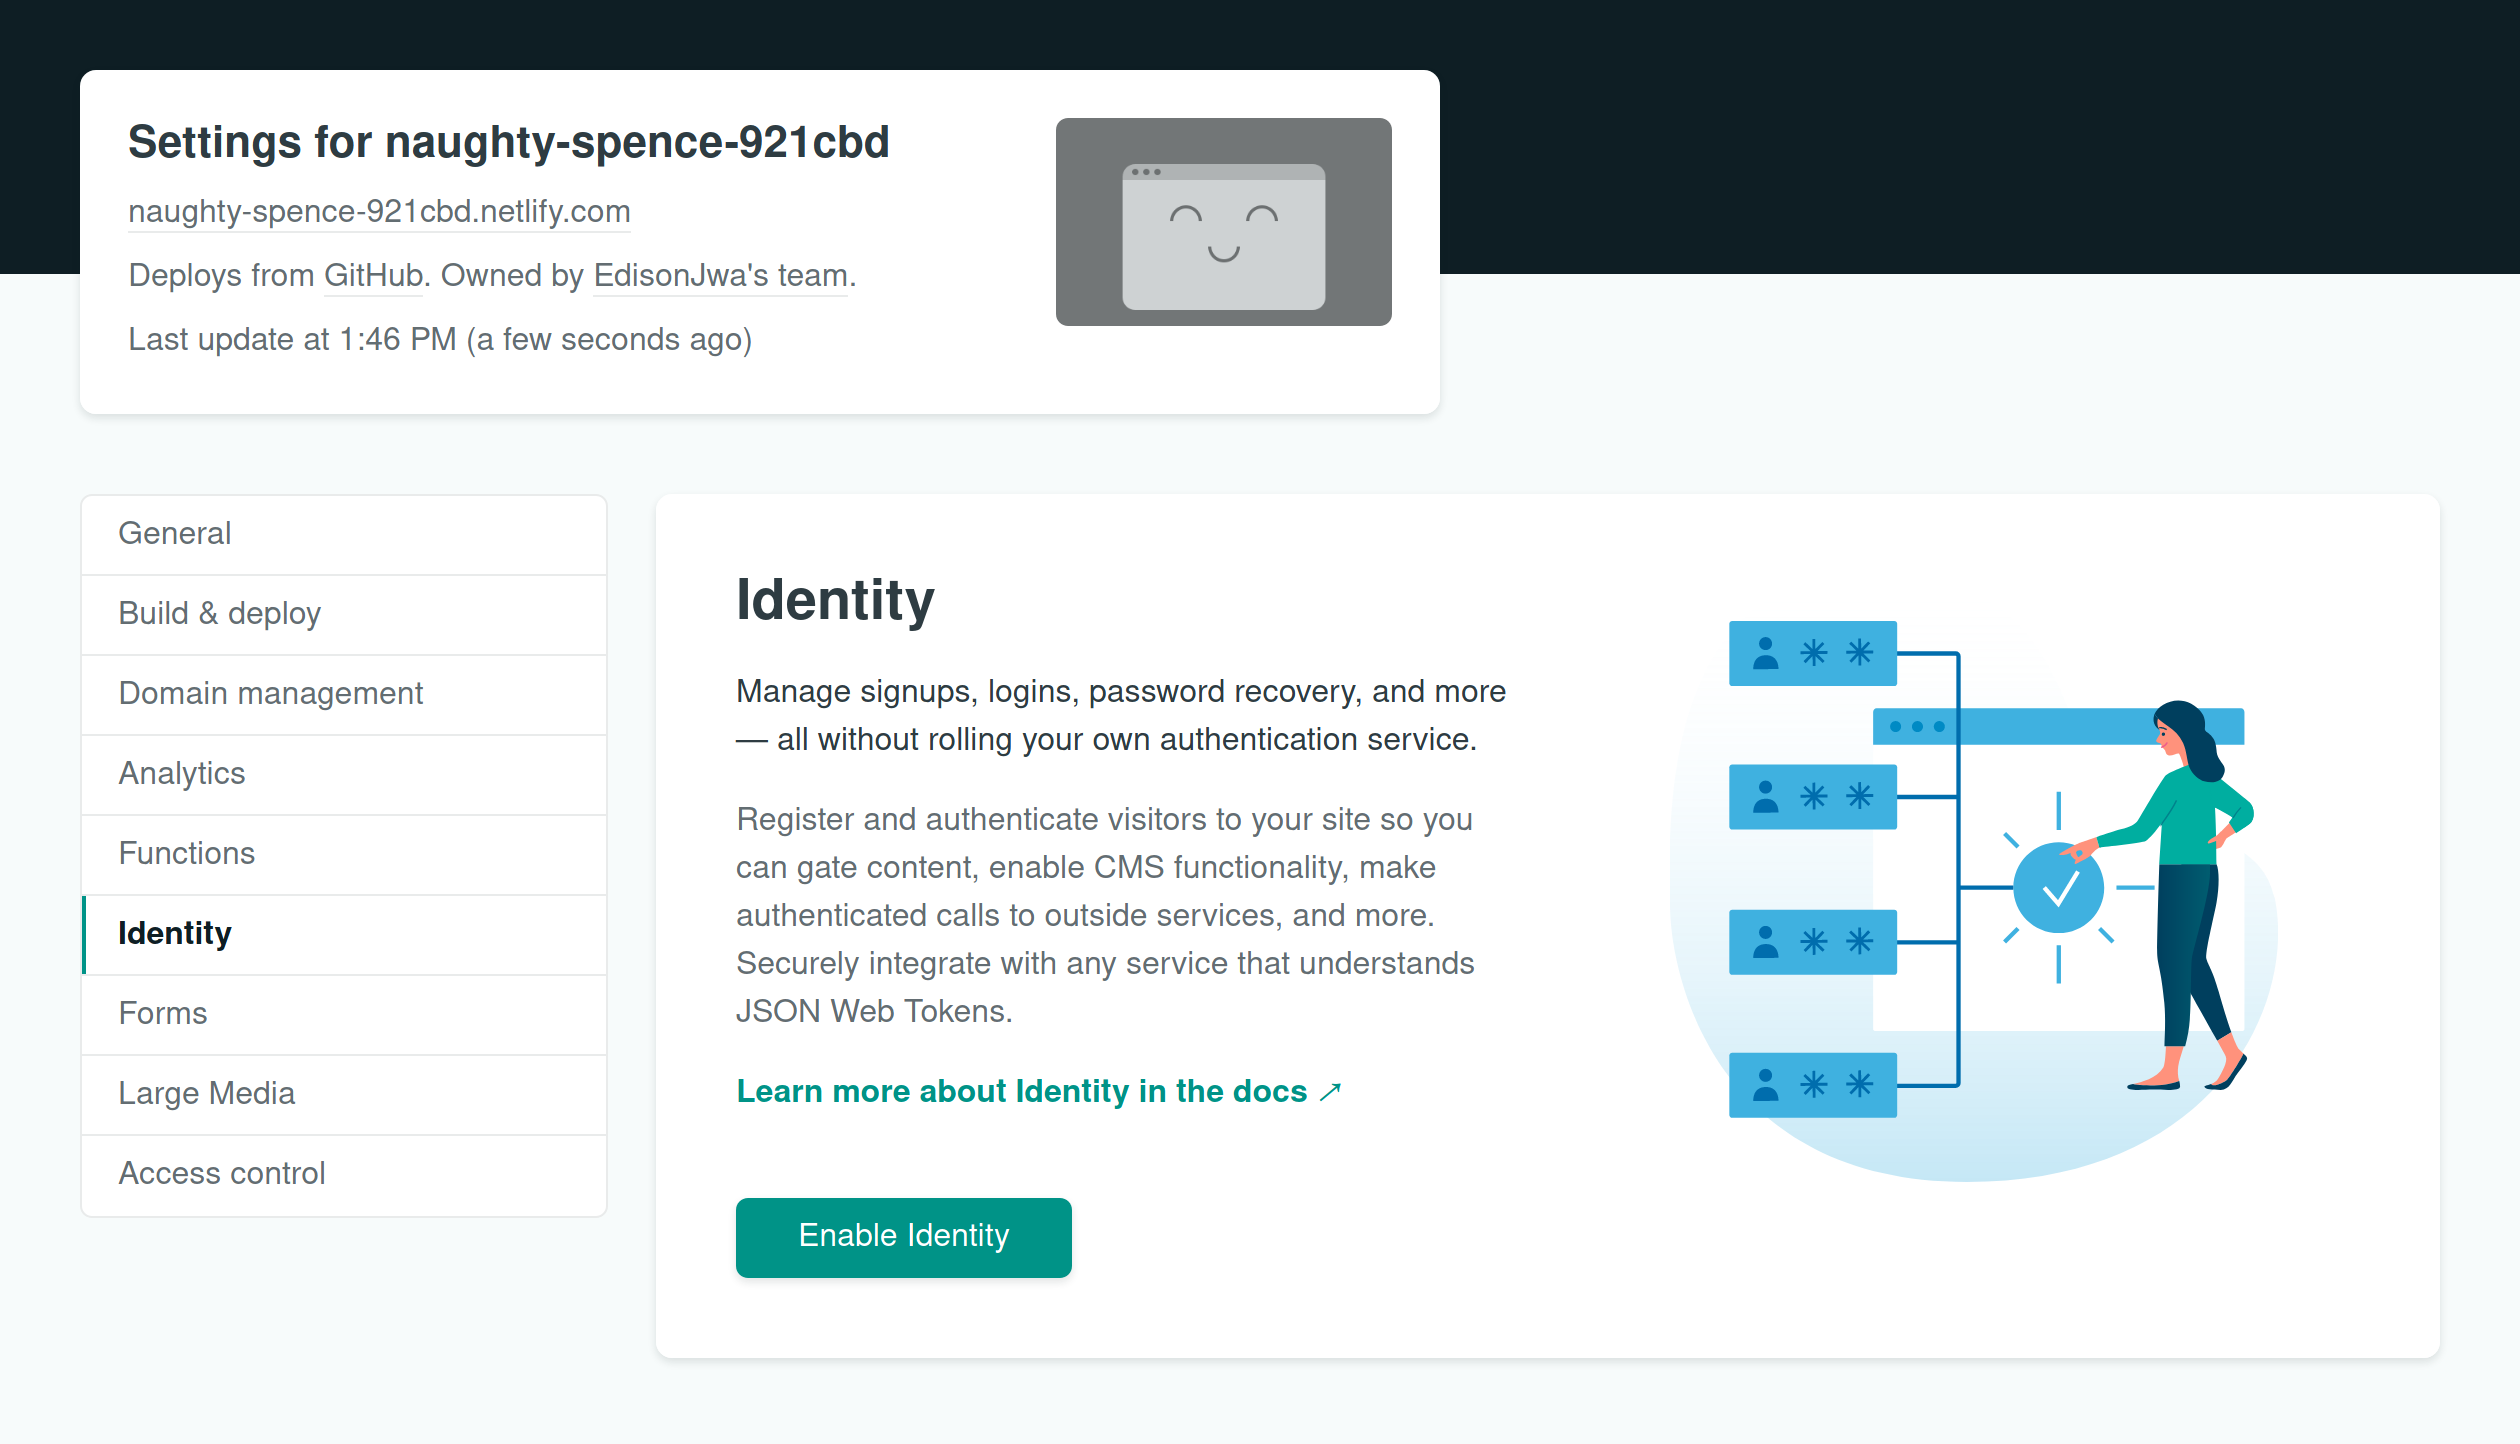 Settings for naughty-spence-921cbd
naughty-spence-921cbd.netlify.com
Deploys from GitHub. Owned by EdisonJwa's team.
Last update at 1:46 PM (a few seconds ago)
General
Build & deploy
Domain management
Analytics
Functions
Identity
Forms
Large Media
Access control
Identity
Manage signups, logins, password recovery, and more
— all without rolling your own authentication service.
Register and authenticate visitors to your site so you
can gate content, enable CMS functionality, make
authenticated calls to outside services, and more.
Securely integrate with any service that understands
JSON Web Tokens.
Learn more about Identity in the docs ↗
Enable Identity